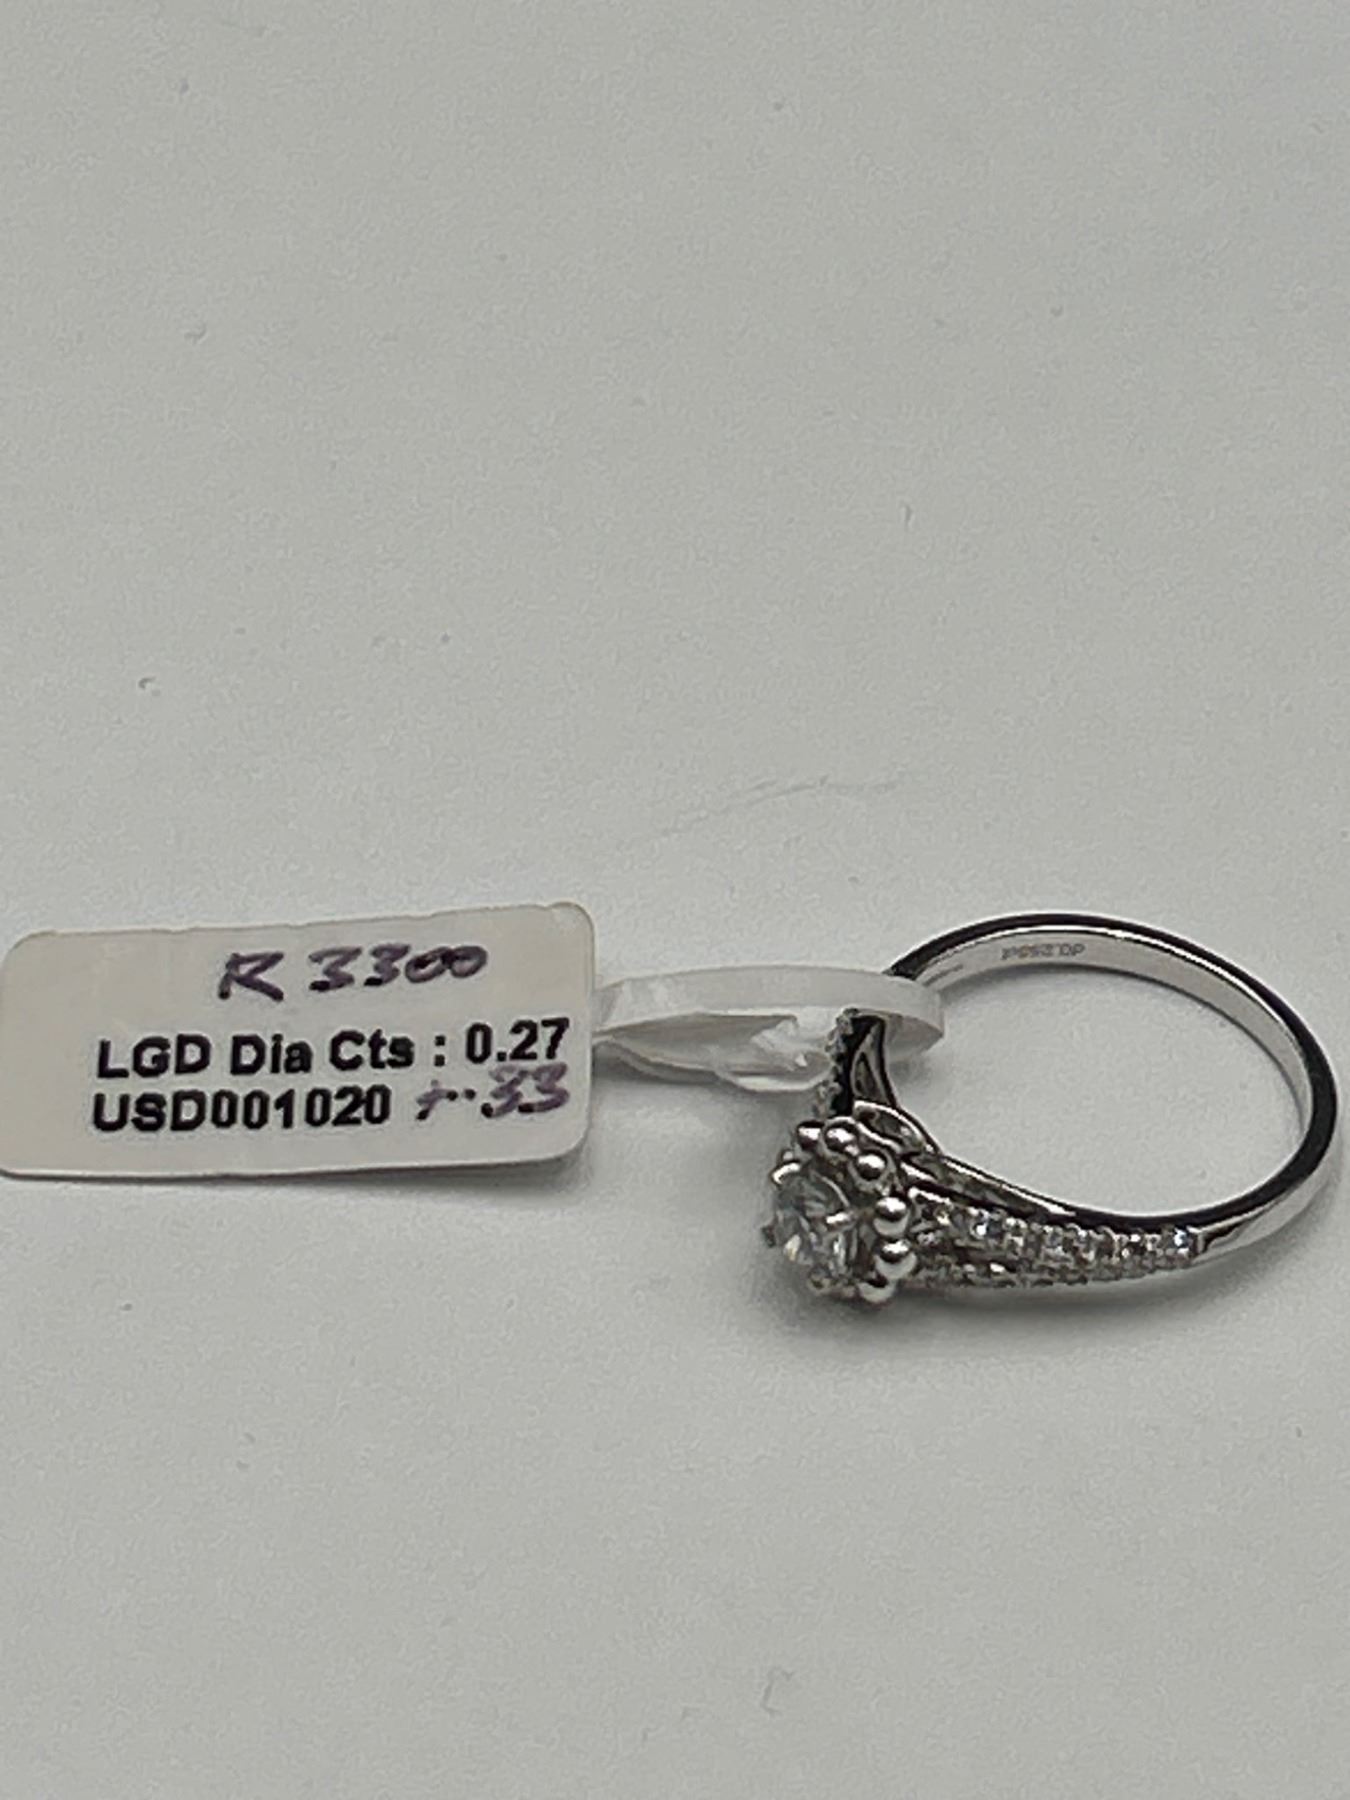 R 3300
LGD Dia Cts : 0.27
USD001020 + .33